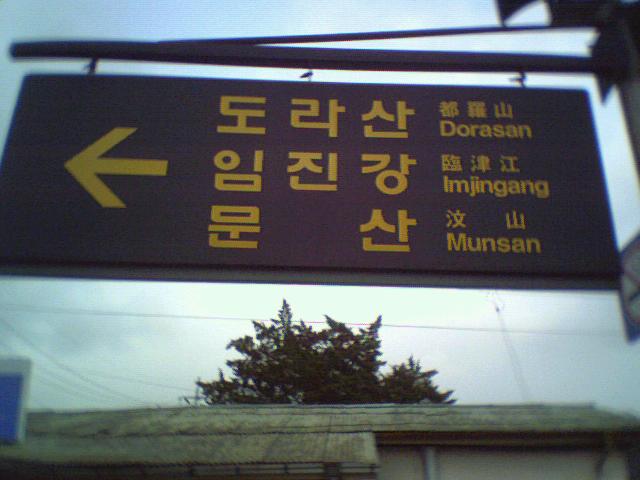 도라산 都羅山
Dorasan
임진강 臨津江
Imjingang
문산 汶山
Munsan